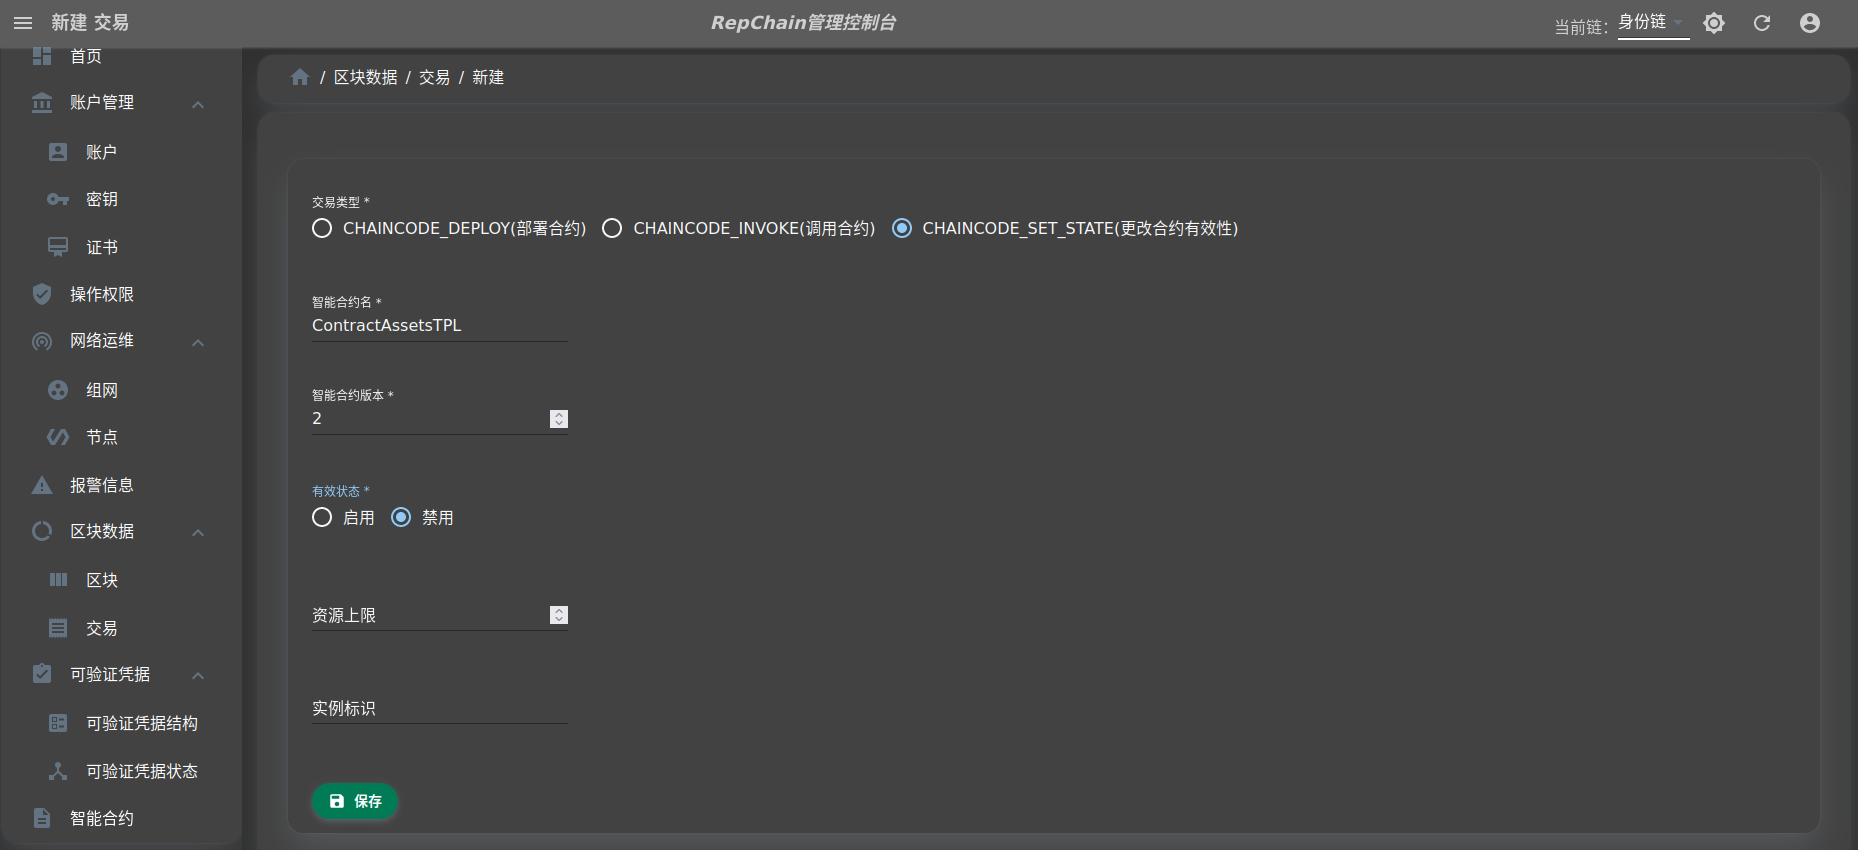 新建 交易
RepChain管理控制台
当前链:
身份链
首页
账户管理
账户
密钥
证书
操作权限
网络运维
组网
节点
报警信息
区块数据
区块
交易
可验证凭据
可验证凭据结构
可验证凭据状态
智能合约
/ 区块数据 / 交易 / 新建
交易类型 *
CHAINCODE_DEPLOY(部署合约)
CHAINCODE_INVOKE(调用合约)
CHAINCODE_SET_STATE(更改合约有效性)
智能合约名 *
ContractAssetsTPL
智能合约版本 *
2
有效状态 *
启用
禁用
资源上限
实例标识
保存